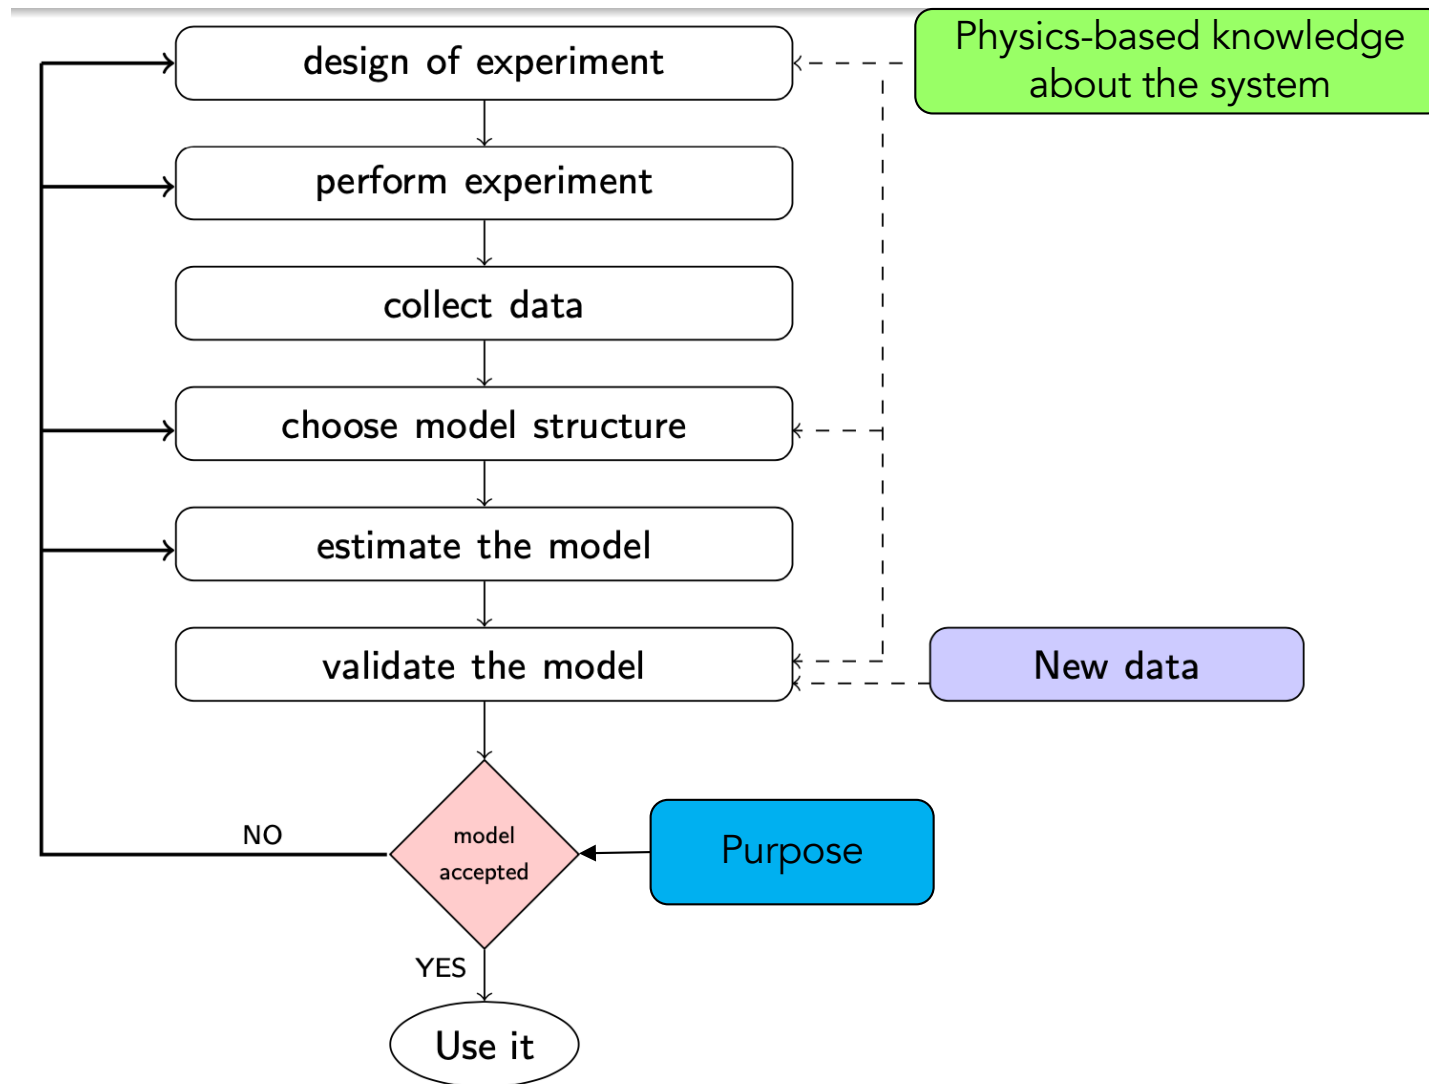 design of experiment
Physics-based knowledge
about the system
perform experiment
collect data
choose model structure
estimate the model
validate the model
New data
NO
model
accepted
Purpose
YES
Use it